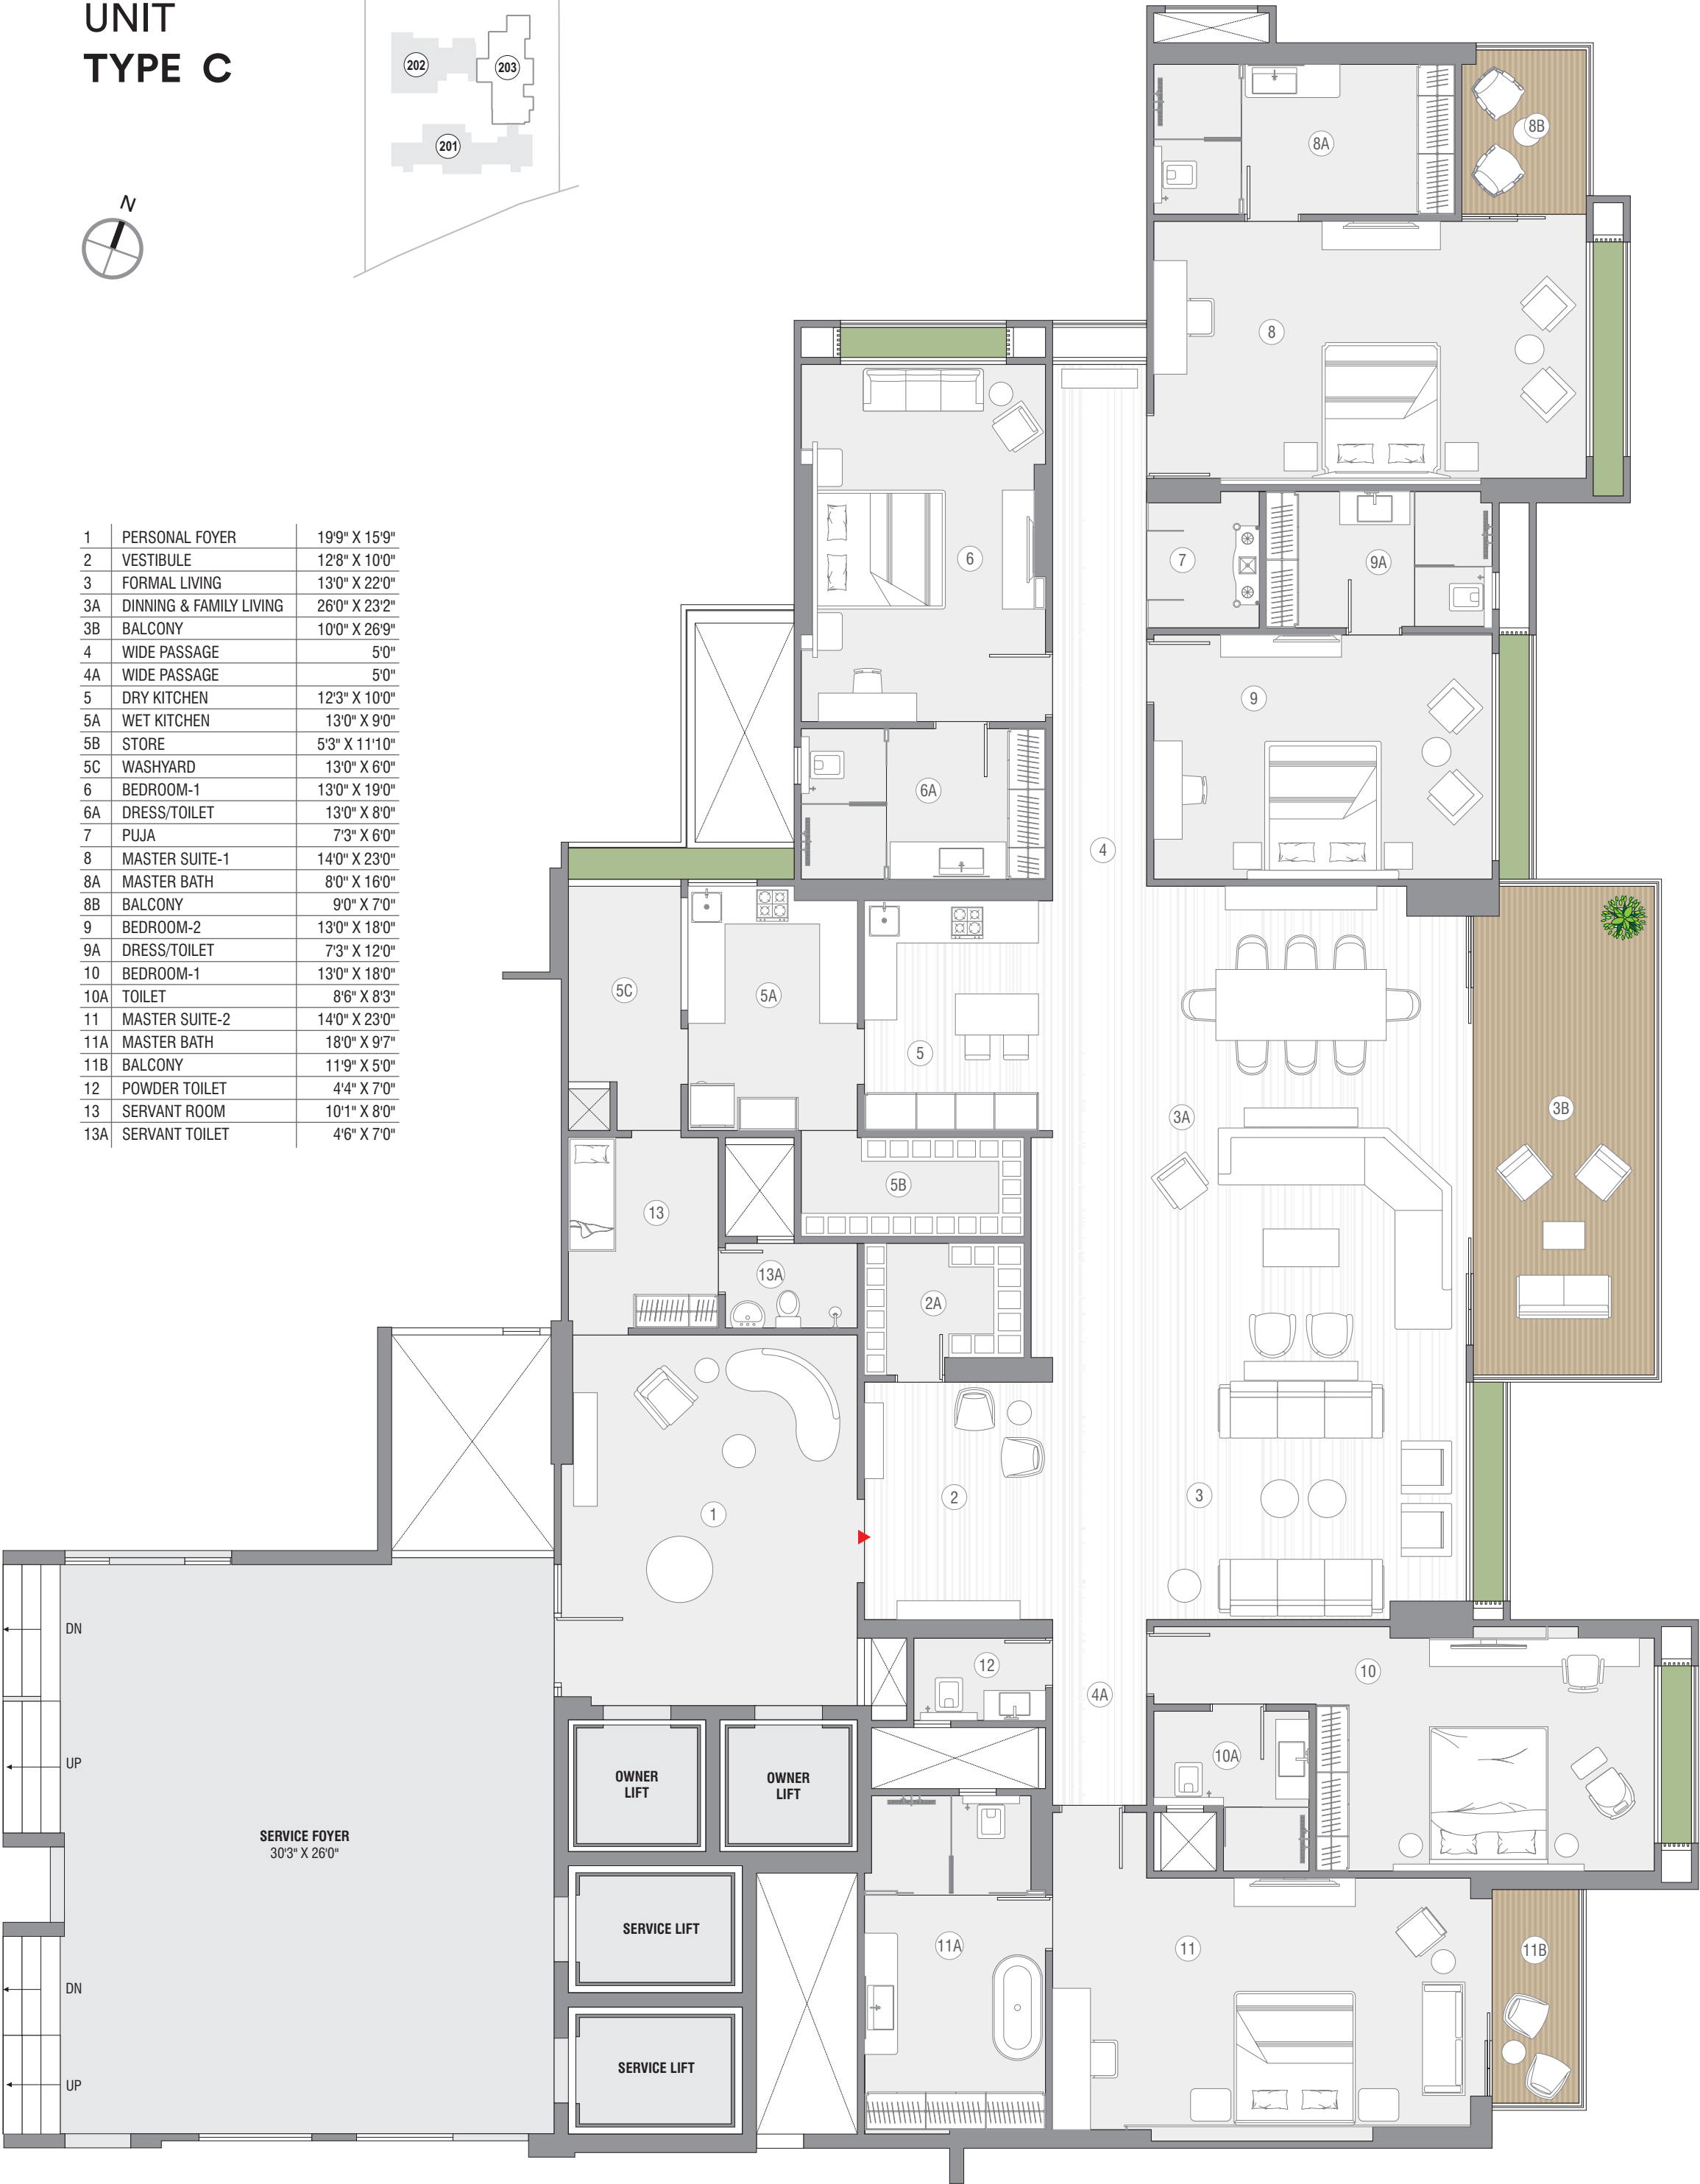 UNIT
TYPE C
202
203
201
N
1 PERSONAL FOYER 19'9" X 15'9"
2 VESTIBULE 12'8" X 10'0"
3 FORMAL LIVING 13'0" X 22'0"
3A DINNING & FAMILY LIVING 26'0" X 23'2"
3B BALCONY 10'0" X 26'9"
4 WIDE PASSAGE 5'0"
4A WIDE PASSAGE 5'0"
5 DRY KITCHEN 12'3" X 10'0"
5A WET KITCHEN 13'0" X 9'0"
5B STORE 5'3" X 11'10"
5C WASHYARD 13'0" X 6'0"
6 BEDROOM-1 13'0" X 19'0"
6A DRESS/TOILET 13'0" X 8'0"
7 PUJA 7'3" X 6'0"
8 MASTER SUITE-1 14'0" X 23'0"
8A MASTER BATH 8'0" X 16'0"
8B BALCONY 9'0" X 7'0"
9 BEDROOM-2 13'0" X 18'0"
9A DRESS/TOILET 7'3" X 12'0"
10 BEDROOM-1 13'0" X 18'0"
10A TOILET 8'6" X 8'3"
11 MASTER SUITE-2 14'0" X 23'0"
11A MASTER BATH 18'0" X 9'7"
11B BALCONY 11'9" X 5'0"
12 POWDER TOILET 4'4" X 7'0"
13 SERVANT ROOM 10'1" X 8'0"
13A SERVANT TOILET 4'6" X 7'0"
8A
8B
8
6
7
9A
9
6A
4
5C
5A
5
3A
3B
5B
13
13A
2A
1
2
3
12
10
4A
10A
11A
11
11B
DN
UP
DN
UP
SERVICE FOYER
30'3" X 26'0"
OWNER
LIFT
OWNER
LIFT
SERVICE LIFT
SERVICE LIFT